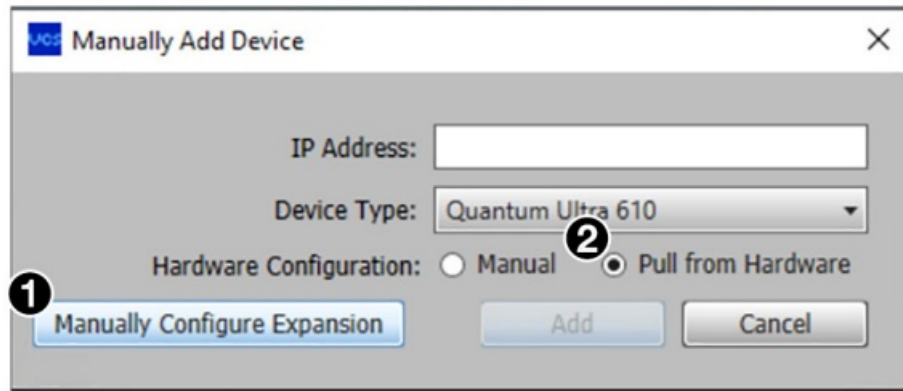 VCS Manually Add Device
IP Address:
Device Type: Quantum Ultra 610
2
Hardware Configuration: Manual Pull from Hardware
1
Manually Configure Expansion Add Cancel